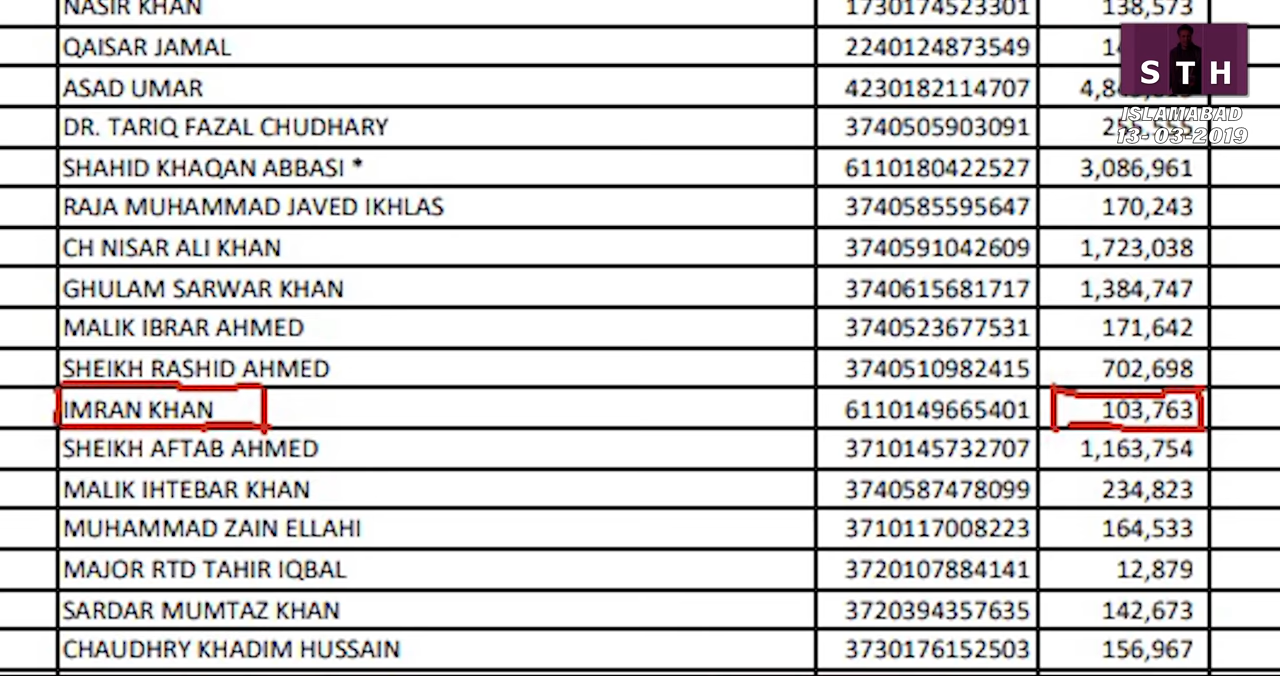 NASIR KHAN 1730174523301 138,573
QAISAR JAMAL 2240124873549
ASAD UMAR 4230182114707
DR. TARIQ FAZAL CHUDHARY 3740505903091 255,555
SHAHID KHAQAN ABBASI * 6110180422527 3,086,961
RAJA MUHAMMAD JAVED IKHLAS 3740585595647 170,243
CH NISAR ALI KHAN 3740591042609 1,723,038
GHULAM SARWAR KHAN 3740615681717 1,384,747
MALIK IBRAR AHMED 3740523677531 171,642
SHEIKH RASHID AHMED 3740510982415 702,698
IMRAN KHAN 6110149665401 103,763
SHEIKH AFTAB AHMED 3710145732707 1,163,754
MALIK IHTEBAR KHAN 3740587478099 234,823
MUHAMMAD ZAIN ELLAHI 3710117008223 164,533
MAJOR RTD TAHIR IQBAL 3720107884141 12,879
SARDAR MUMTAZ KHAN 3720394357635 142,673
CHAUDHRY KHADIM HUSSAIN 3730176152503 156,967
S T H
ISLAMABAD
13-03-2019